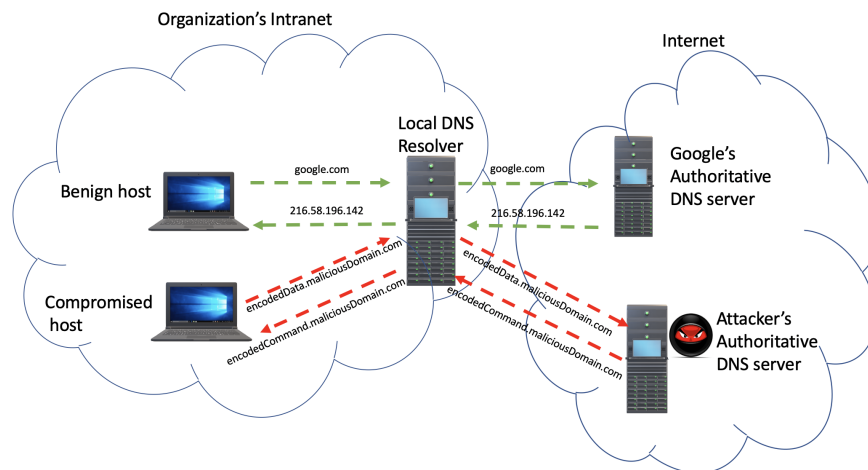 Organization's Intranet
Internet
Local DNS
Resolver
google.com
google.com
Google's
Authoritative
DNS server
Benign host
216.58.196.142
216.58.196.142
encodedData.maliciousDomain.com
encodedData.maliciousDomain.com
Compromised
host
encodedCommand.maliciousDomain.com
encodedCommand.maliciousDomain.com
Attacker's
Authoritative
DNS server